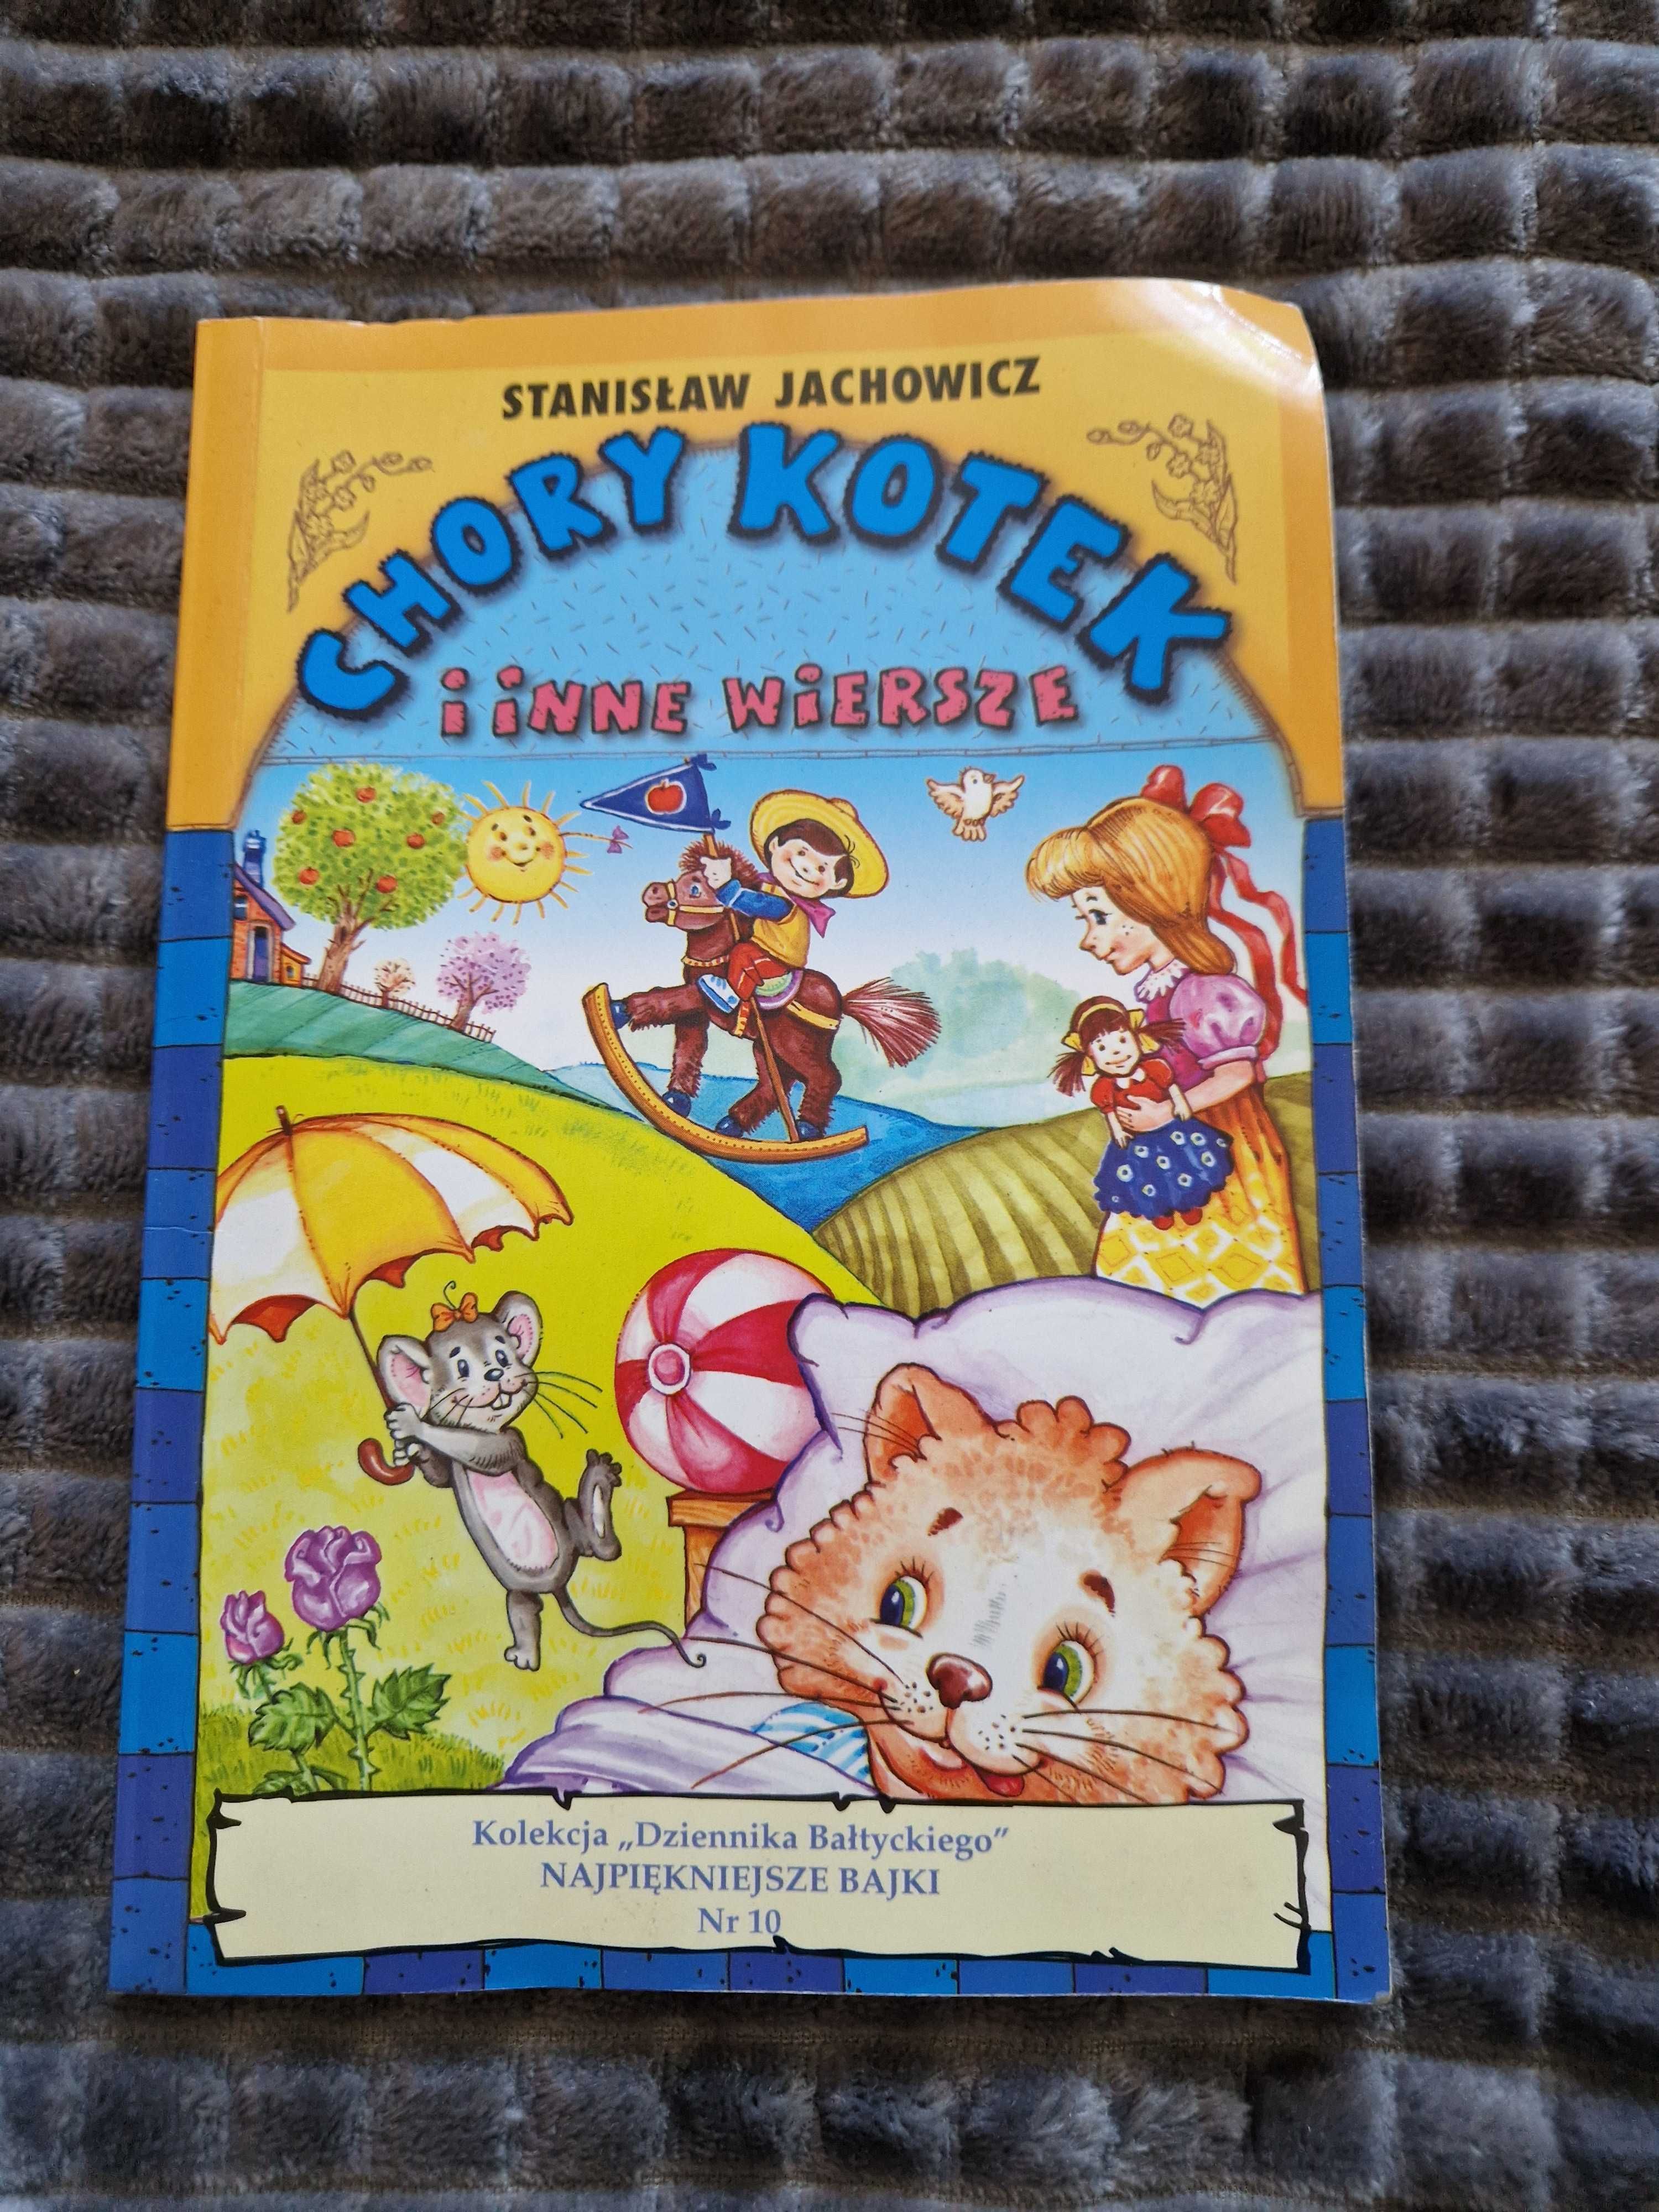 STANISŁAW JACHOWICZ
CHORY KOTEK
i iNNE WiERSZE
Kolekcja „Dziennika Bałtyckiego”
NAJPIĘKNIEJSZE BAJKI
Nr 10